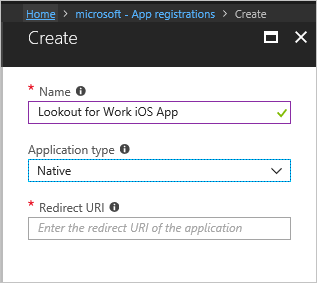 Home > microsoft - App registrations > Create
Create
* Name
Lookout for Work iOS App
Application type
Native
* Redirect URI
Enter the redirect URI of the application